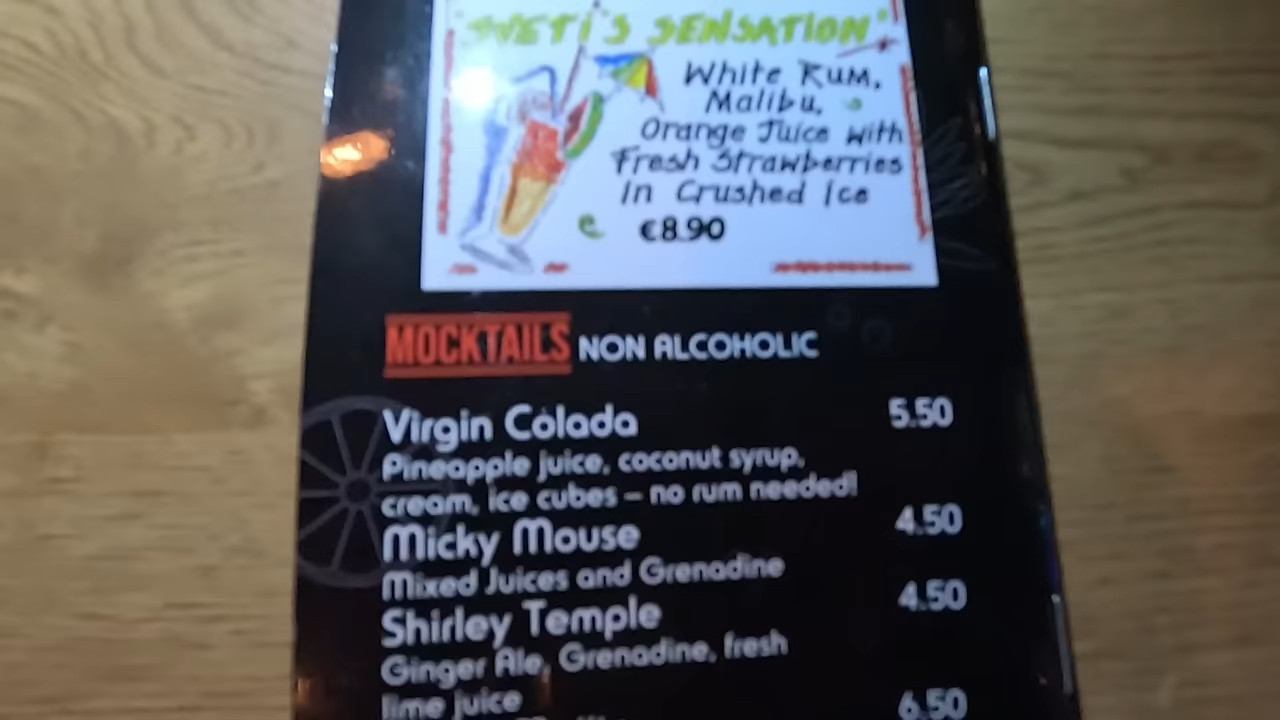 SENSATION'
White Rum,
Malibu,
Orange Juice with
Fresh Strawberries
In Crushed Ice
€8.90
MOCKTAILS NON ALCOHOLIC
Virgin Colada 5.50
Pineapple juice, coconut syrup,
cream, ice cubes – no rum needed!
Micky Mouse 4.50
Mixed Juices and Grenadine
Shirley Temple 4.50
Ginger Ale, Grenadine, fresh
lime juice
6.50